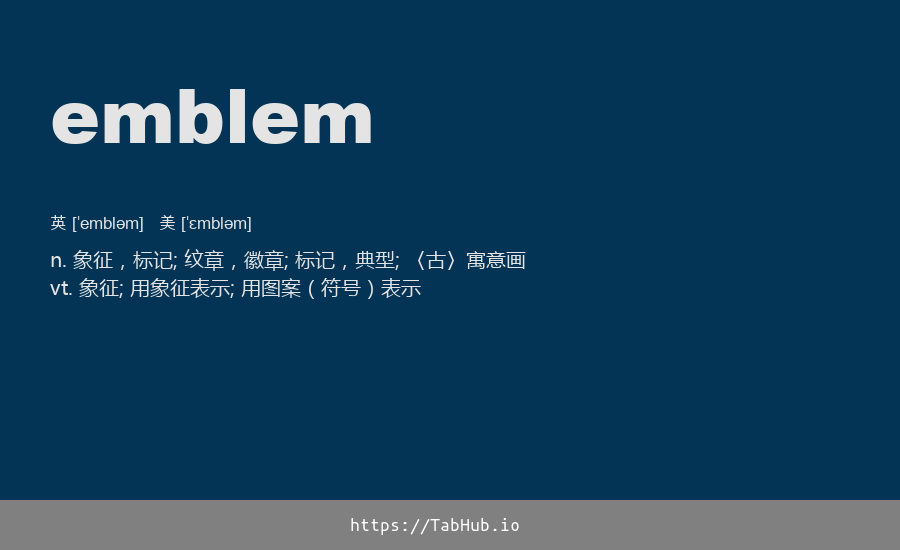 emblem
英 [ˈembləm]   美 [ˈɛmbləm]
n. 象征，标记; 纹章，徽章; 标记，典型; 〈古〉寓意画
vt. 象征; 用象征表示; 用图案（符号）表示
https://TabHub.io